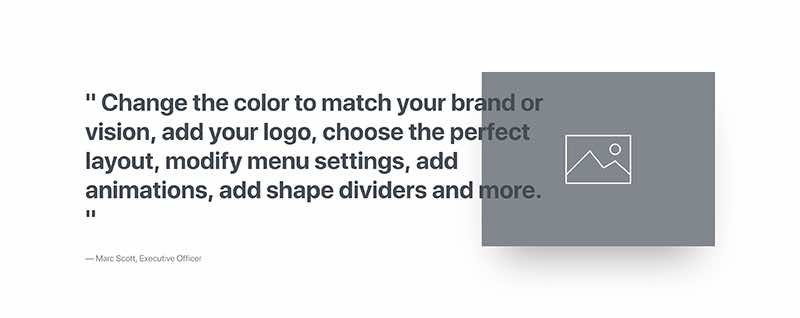 " Change the color to match your brand or
vision, add your logo, choose the perfect
layout, modify menu settings, add
animations, add shape dividers and more.
"
— Marc Scott, Executive Officer